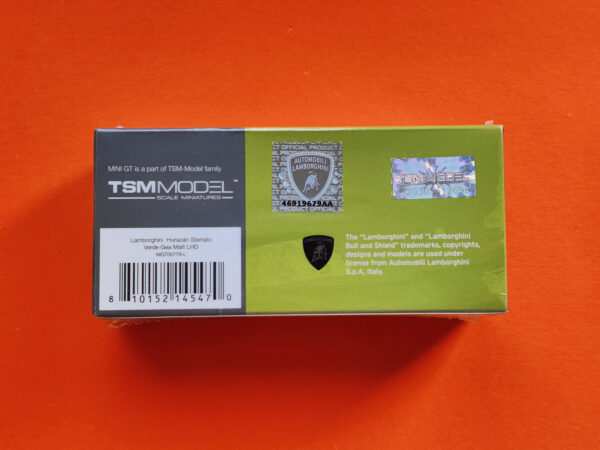 MINI GT is a part of TSM-Model family
TSMMODEL™
SCALE MINIATURES
Lamborghini Huracán Sterrato
Verde Gea Matt LHD
MGT00779-L
8 10152 14547 0
OFFICIAL PRODUCT
AUTOMOBILI
LAMBORGHINI
46919679AA
TSMMODEL
The "Lamborghini" and "Lamborghini
Bull and Shield" trademarks, copyrights,
designs and models are used under
license from Automobili Lamborghini
S.p.A, Italy.